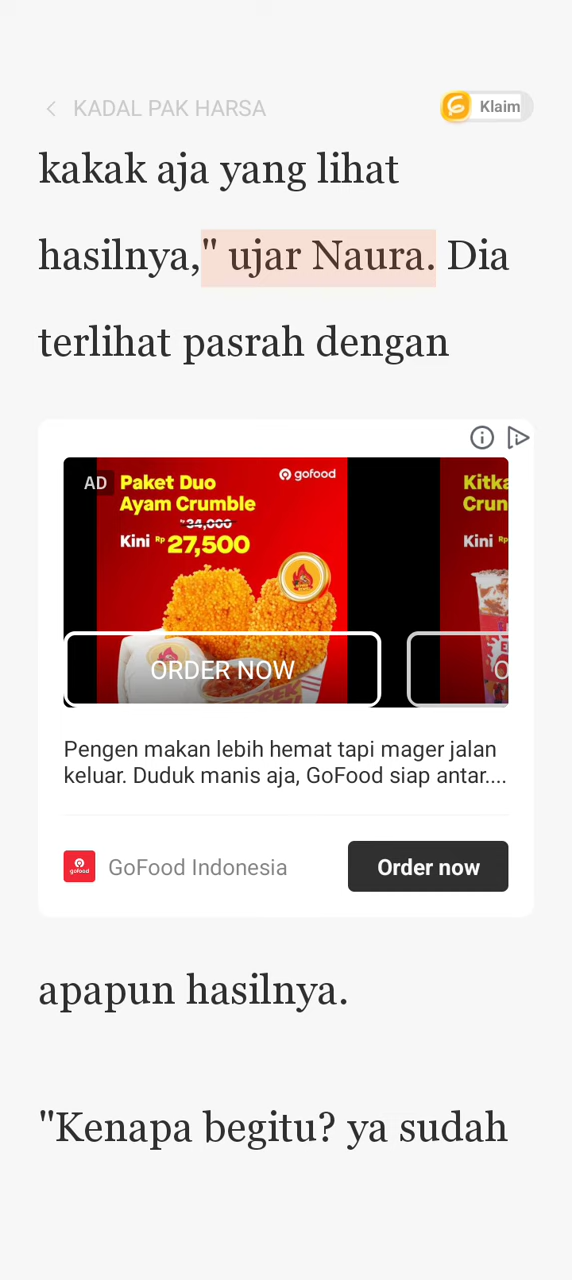 KADAL PAK HARSA
Klaim
kakak aja yang lihat
hasilnya," ujar Naura. Dia
terlihat pasrah dengan
AD
Paket Duo
Ayam Crumble
gofood
34,000
Kini Rp 27,500
Kitka
Crun
Kini Rp
ORDER NOW
O
Pengen makan lebih hemat tapi mager jalan
keluar. Duduk manis aja, GoFood siap antar....
gofood
GoFood Indonesia
Order now
apapun hasilnya.
"Kenapa begitu? ya sudah